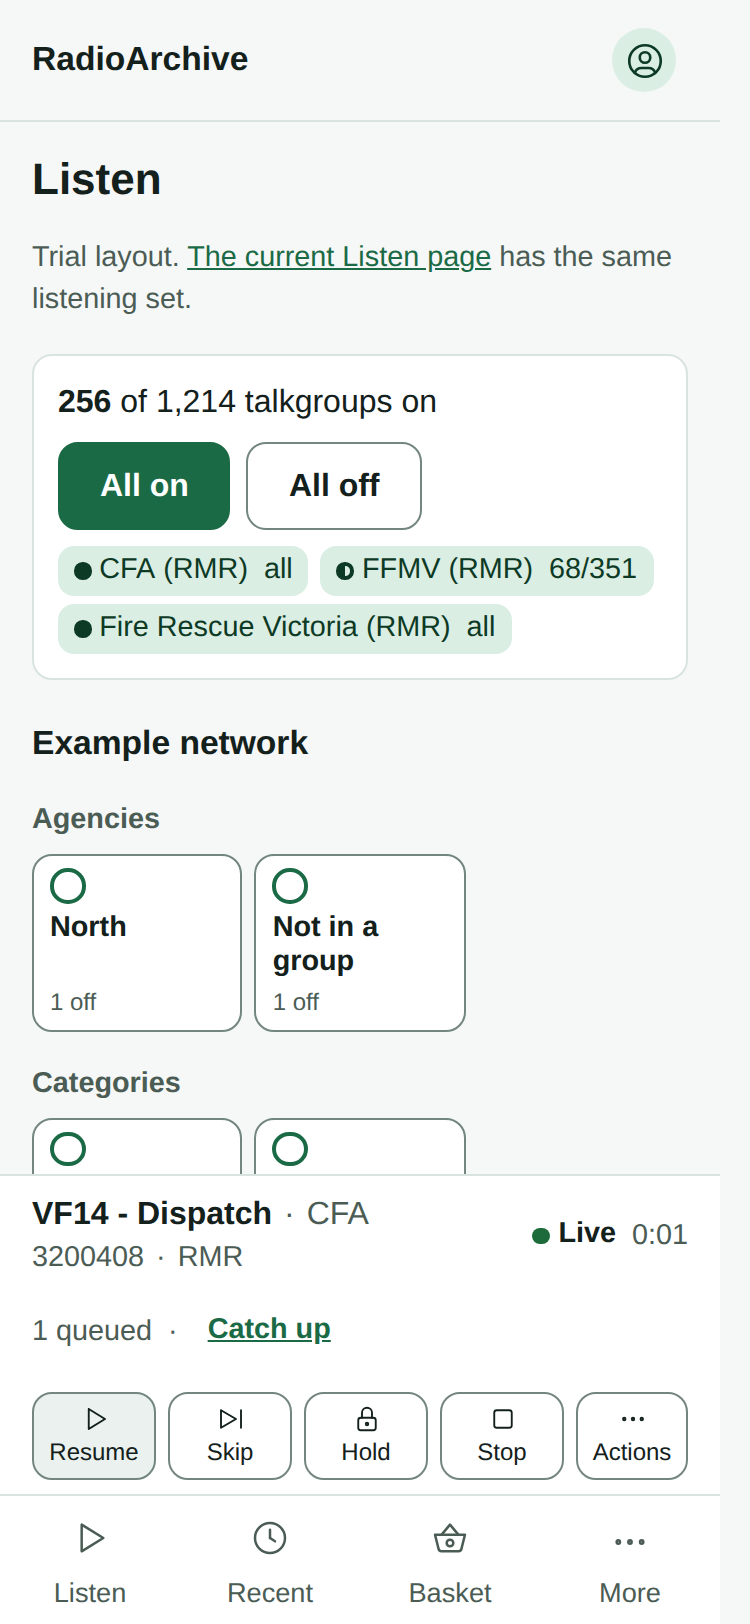 RadioArchive
Listen
Trial layout. The current Listen page has the same
listening set.
256 of 1,214 talkgroups on
All on
All off
CFA (RMR) all
FFMV (RMR) 68/351
Fire Rescue Victoria (RMR) all
Example network
Agencies
North
1 off
Not in a
group
1 off
Categories
VF14 - Dispatch · CFA
3200408 · RMR
Live 0:01
1 queued · Catch up
Resume
Skip
Hold
Stop
Actions
Listen
Recent
Basket
More